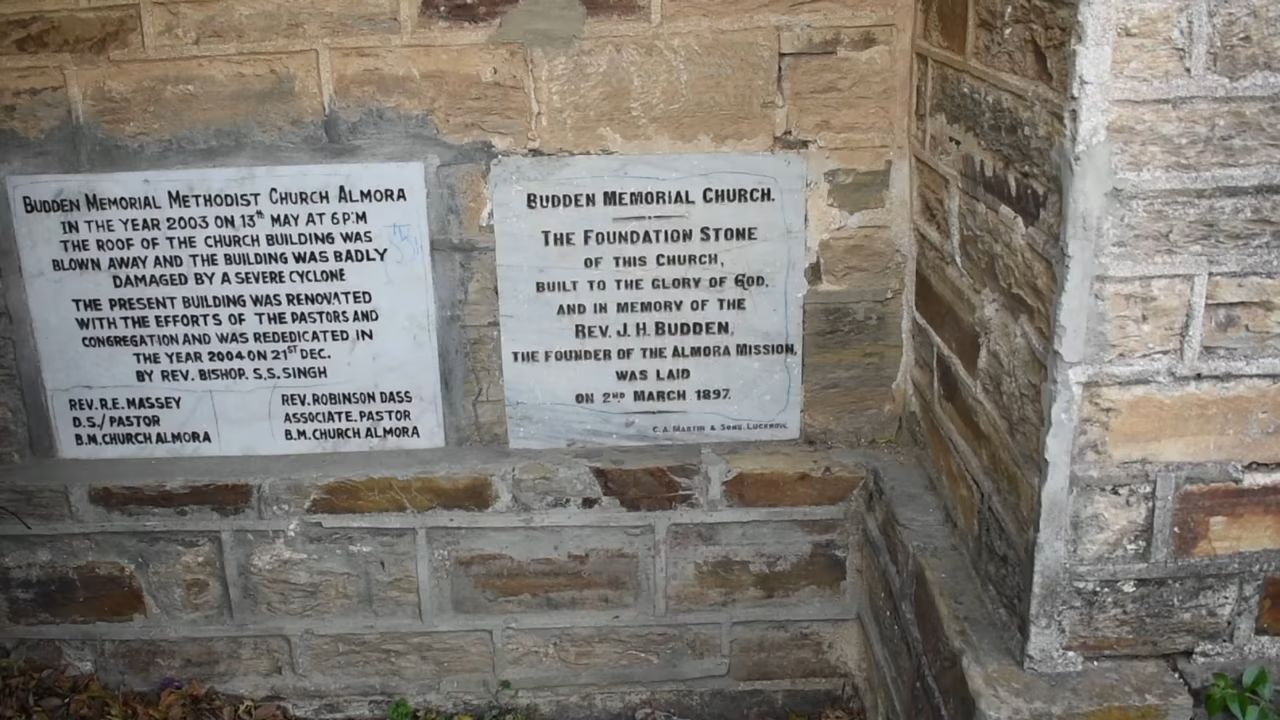 BUDDEN MEMORIAL METHODIST CHURCH ALMORA
IN THE YEAR 2003 ON 13th MAY AT 6 P:M
THE ROOF OF THE CHURCH BUILDING WAS
BLOWN AWAY AND THE BUILDING WAS BADLY
DAMAGED BY A SEVERE CYCLONE
THE PRESENT BUILDING WAS RENOVATED
WITH THE EFFORTS OF THE PASTORS AND
CONGREGATION AND WAS REDEDICATED IN
THE YEAR 2004 ON 21ST DEC.
BY REV. BISHOP. S.S. SINGH
REV. R.E. MASSEY
D.S./ PASTOR
B.M. CHURCH ALMORA
REV. ROBINSON DASS
ASSOCIATE. PASTOR
B.M. CHURCH ALMORA
BUDDEN MEMORIAL CHURCH.
THE FOUNDATION STONE
OF THIS CHURCH,
BUILT TO THE GLORY OF GOD,
AND IN MEMORY OF THE
REV. J. H. BUDDEN,
THE FOUNDER OF THE ALMORA MISSION,
WAS LAID
ON 2ND MARCH 1897.
C. A. MARTIN & SONS, LUCKNOW.